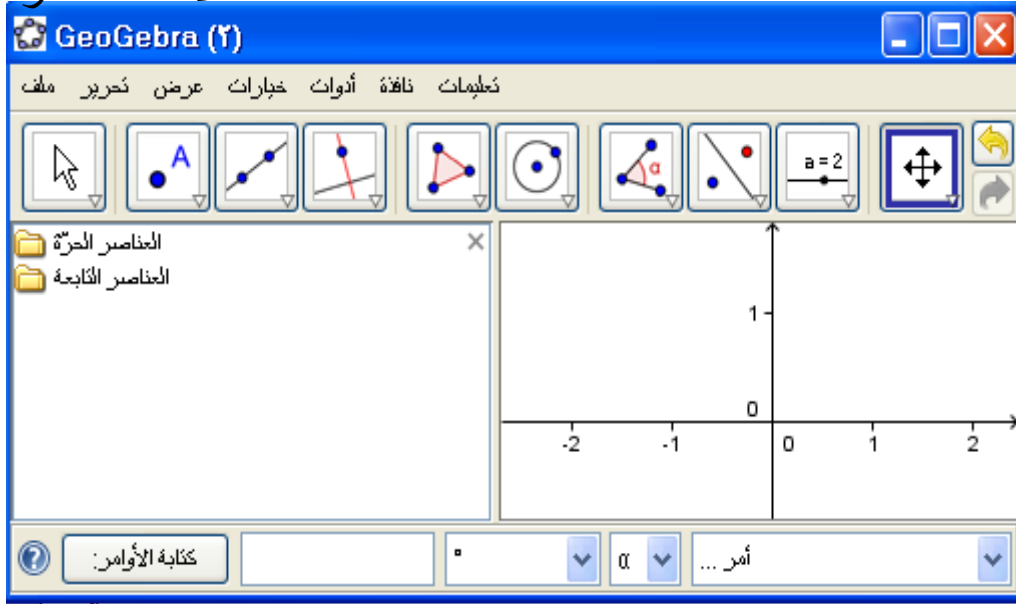 GeoGebra (٢)
ملف تحرير عرض خيارات أدوات نافذة تعليمات
A α a = 2
العناصر الحرّة
العناصر التابعة
1
0
-2 -1 0 1 2
كتابة الأوامر: ° α أمر ...